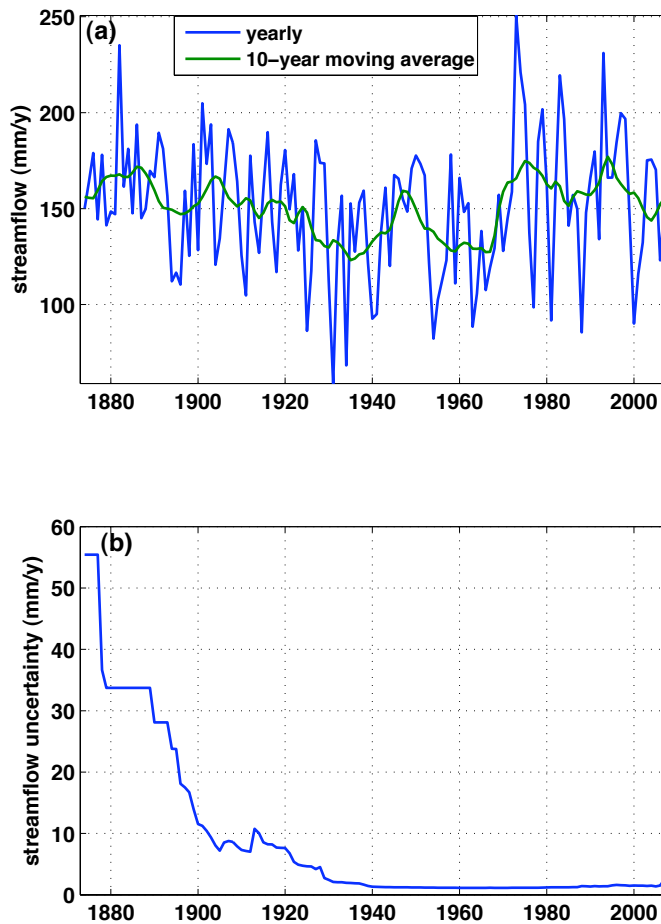 (a)
yearly
10-year moving average
streamflow (mm/y)
250
200
150
100
1880 1900 1920 1940 1960 1980 2000
(b)
streamflow uncertainty (mm/y)
60
50
40
30
20
10
0
1880 1900 1920 1940 1960 1980 2000